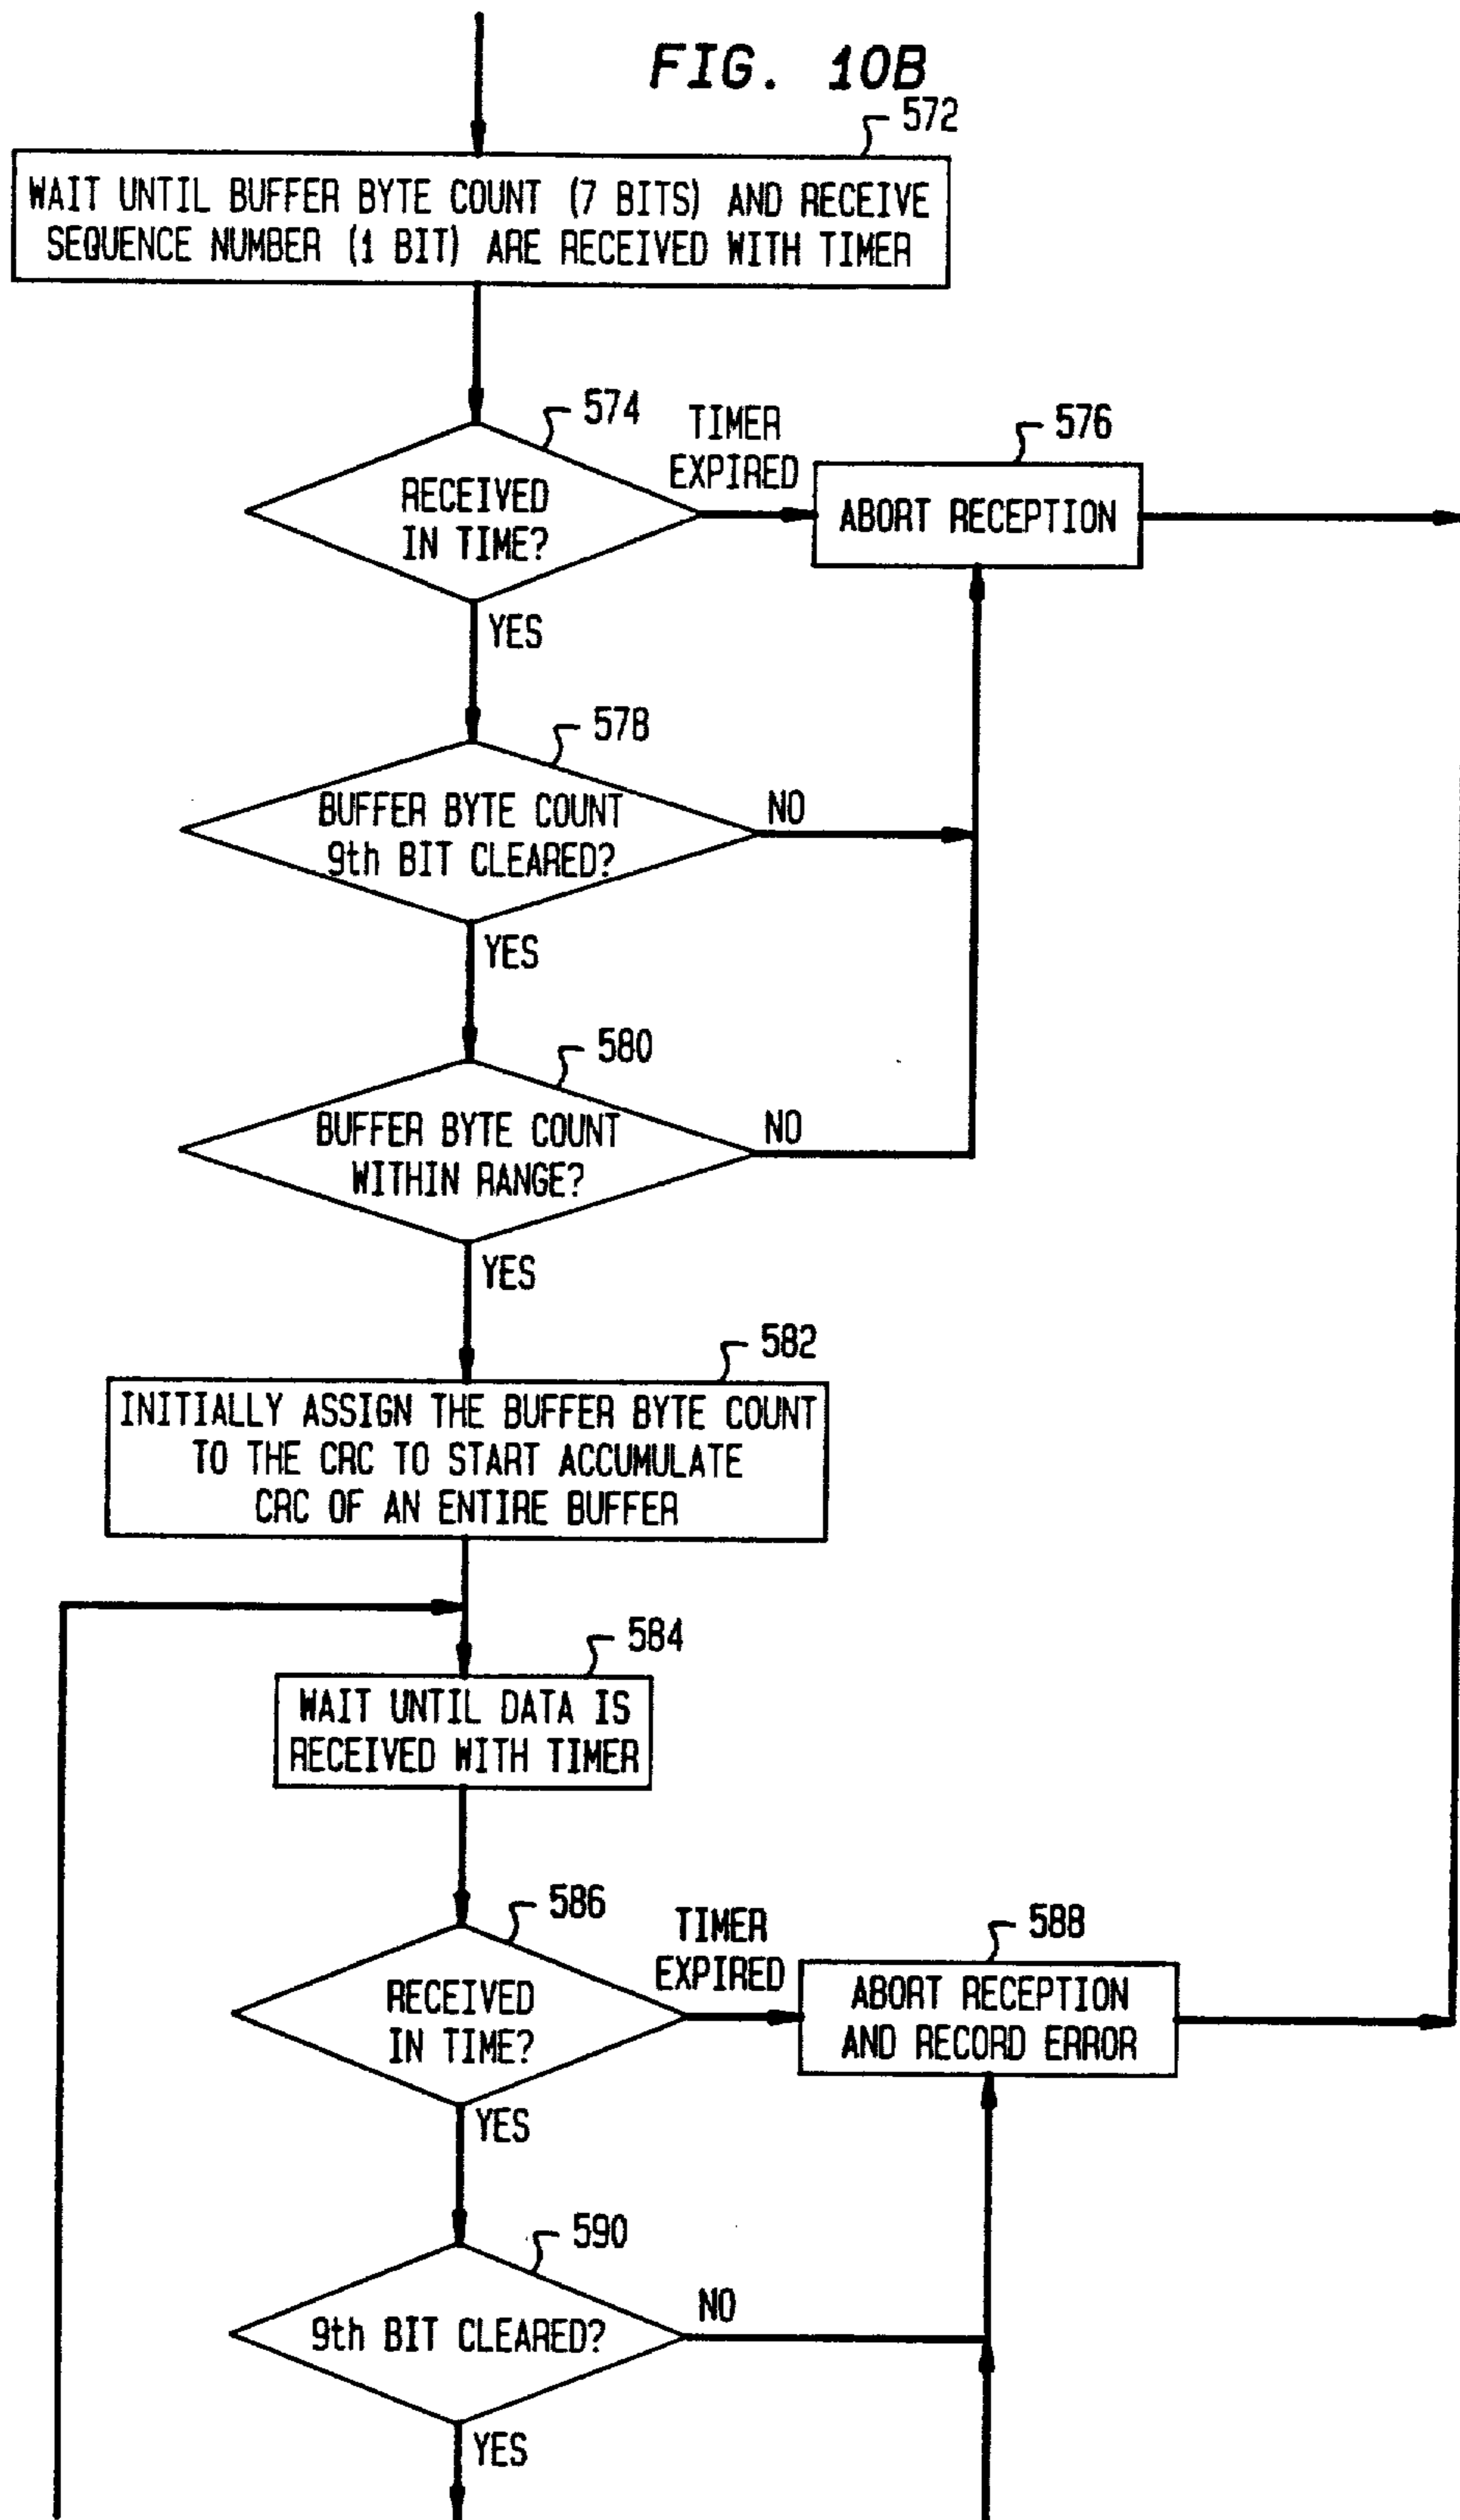 FIG. 10B
572
WAIT UNTIL BUFFER BYTE COUNT (7 BITS) AND RECEIVE
SEQUENCE NUMBER (1 BIT) ARE RECEIVED WITH TIMER
574
TIMER
EXPIRED
576
RECEIVED
IN TIME?
ABORT RECEPTION
YES
578
BUFFER BYTE COUNT
9th BIT CLEARED?
NO
YES
580
BUFFER BYTE COUNT
WITHIN RANGE?
NO
YES
582
INITIALLY ASSIGN THE BUFFER BYTE COUNT
TO THE CRC TO START ACCUMULATE
CRC OF AN ENTIRE BUFFER
584
WAIT UNTIL DATA IS
RECEIVED WITH TIMER
586
TIMER
EXPIRED
588
RECEIVED
IN TIME?
ABORT RECEPTION
AND RECORD ERROR
YES
590
9th BIT CLEARED?
NO
YES